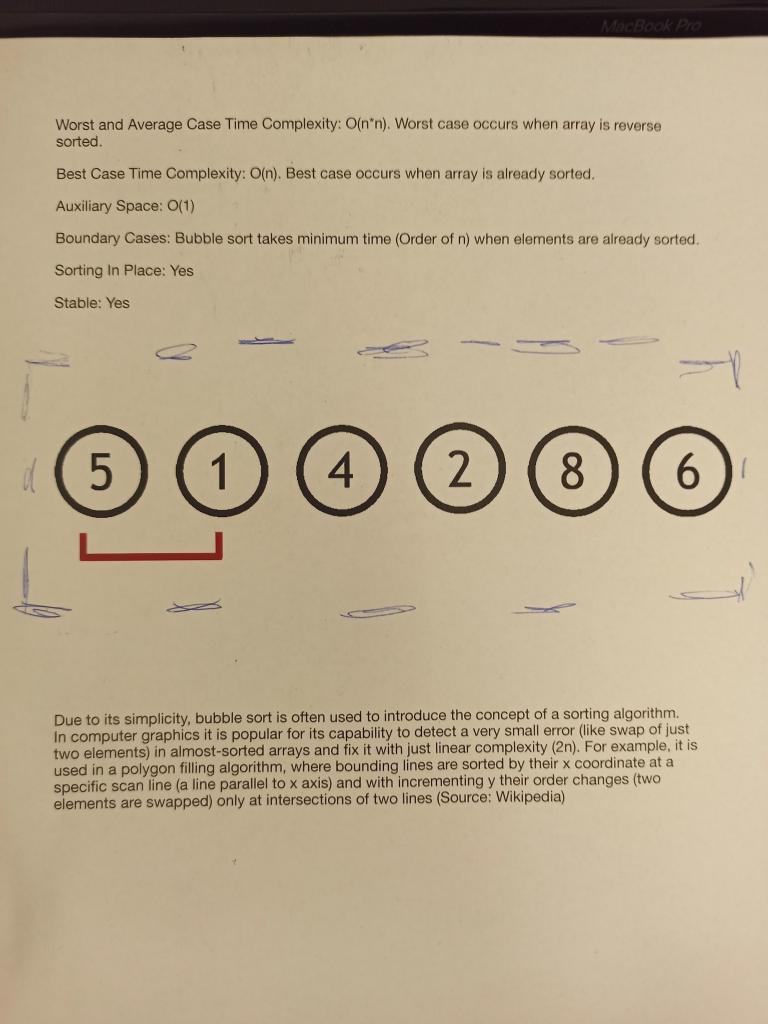 MacBook Pro
Worst and Average Case Time Complexity: O(n*n). Worst case occurs when array is reverse
sorted.
Best Case Time Complexity: O(n). Best case occurs when array is already sorted.
Auxiliary Space: O(1)
Boundary Cases: Bubble sort takes minimum time (Order of n) when elements are already sorted.
Sorting In Place: Yes
Stable: Yes
5 1 4 2 8 6
Due to its simplicity, bubble sort is often used to introduce the concept of a sorting algorithm.
In computer graphics it is popular for its capability to detect a very small error (like swap of just
two elements) in almost-sorted arrays and fix it with just linear complexity (2n). For example, it is
used in a polygon filling algorithm, where bounding lines are sorted by their x coordinate at a
specific scan line (a line parallel to x axis) and with incrementing y their order changes (two
elements are swapped) only at intersections of two lines (Source: Wikipedia)